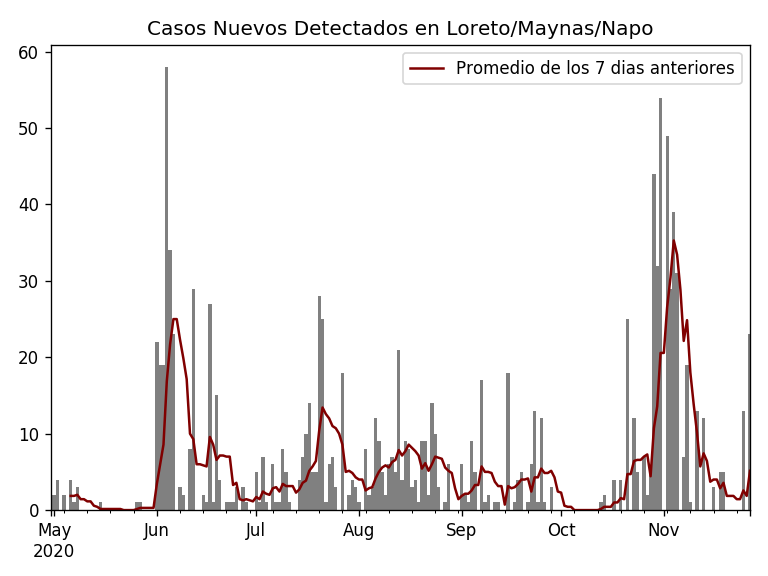 Casos Nuevos Detectados en Loreto/Maynas/Napo
Promedio de los 7 dias anteriores
60
50
40
30
20
10
0
May Jun Jul Aug Sep Oct Nov
2020